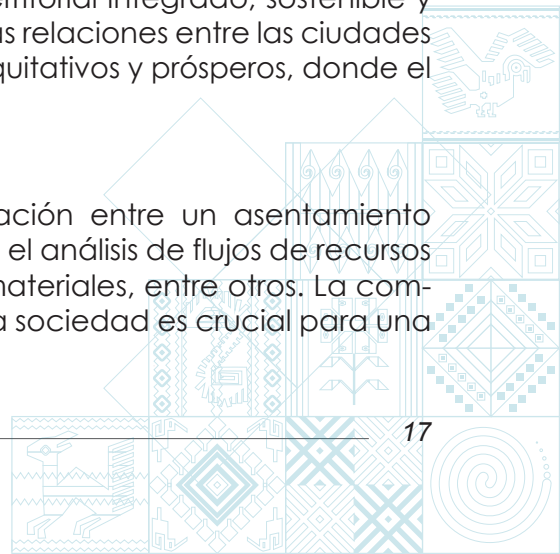 territorial integrado, sostenible y
as relaciones entre las ciudades
quitativos y prósperos, donde el
ación entre un asentamiento
el análisis de flujos de recursos
materiales, entre otros. La com-
a sociedad es crucial para una
17